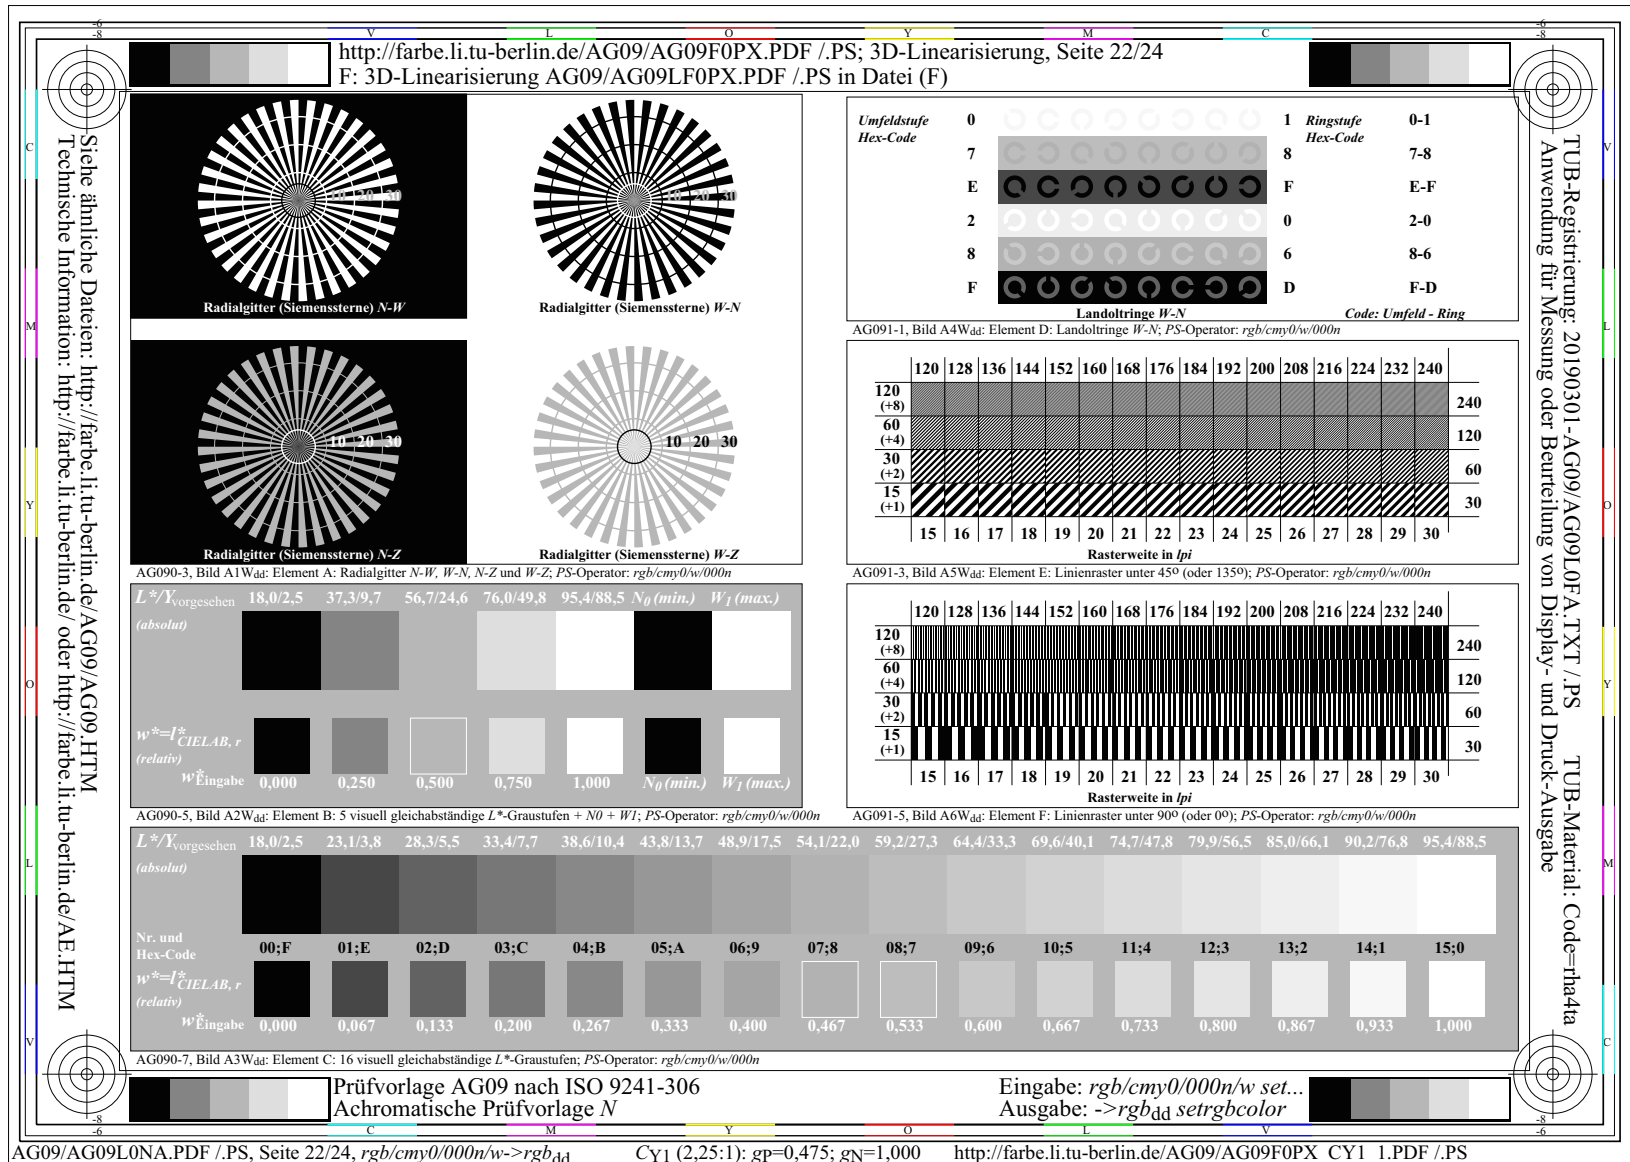 -6
-8
-6
-8
V L O Y M C
http://farbe.li.tu-berlin.de/AG09/AG09F0PX.PDF /.PS; 3D-Linearisierung, Seite 22/24
F: 3D-Linearisierung AG09/AG09LF0PX.PDF /.PS in Datei (F)
Siehe ähnliche Dateien: http://farbe.li.tu-berlin.de/AG09/AG09.HTM
Technische Information: http://farbe.li.tu-berlin.de/ oder http://farbe.li.tu-berlin.de/AE.HTM
C
M
Y
O
L
V
10 20 30
Radialgitter (Siemenssterne) N-W
10 20 30
Radialgitter (Siemenssterne) W-N
10 20 30
Radialgitter (Siemenssterne) N-Z
10 20 30
Radialgitter (Siemenssterne) W-Z
AG090-3, Bild A1Wdd: Element A: Radialgitter N-W, W-N, N-Z und W-Z; PS-Operator: rgb/cmy0/w/000n
Umfeldstufe 0 1 Ringstufe 0-1
Hex-Code Hex-Code
7 8 7-8
E F E-F
2 0 2-0
8 6 8-6
F D F-D
Landoltringe W-N Code: Umfeld - Ring
AG091-1, Bild A4Wdd: Element D: Landoltringe W-N; PS-Operator: rgb/cmy0/w/000n
120 128 136 144 152 160 168 176 184 192 200 208 216 224 232 240
120 (+8) 240
60 (+4) 120
30 (+2) 60
15 (+1) 30
15 16 17 18 19 20 21 22 23 24 25 26 27 28 29 30
Rasterweite in lpi
AG091-3, Bild A5Wdd: Element E: Linienraster unter 45º (oder 135º); PS-Operator: rgb/cmy0/w/000n
L*/Yvorgesehen 18,0/2,5 37,3/9,7 56,7/24,6 76,0/49,8 95,4/88,5 N0 (min.) W1 (max.)
(absolut)
w*=l*CIELAB, r
(relativ)
w*Eingabe 0,000 0,250 0,500 0,750 1,000 N0 (min.) W1 (max.)
AG090-5, Bild A2Wdd: Element B: 5 visuell gleichabständige L*-Graustufen + N0 + W1; PS-Operator: rgb/cmy0/w/000n
120 128 136 144 152 160 168 176 184 192 200 208 216 224 232 240
120 (+8) 240
60 (+4) 120
30 (+2) 60
15 (+1) 30
15 16 17 18 19 20 21 22 23 24 25 26 27 28 29 30
Rasterweite in lpi
AG091-5, Bild A6Wdd: Element F: Linienraster unter 90º (oder 0º); PS-Operator: rgb/cmy0/w/000n
L*/Yvorgesehen 18,0/2,5 23,1/3,8 28,3/5,5 33,4/7,7 38,6/10,4 43,8/13,7 48,9/17,5 54,1/22,0 59,2/27,3 64,4/33,3 69,6/40,1 74,7/47,8 79,9/56,5 85,0/66,1 90,2/76,8 95,4/88,5
(absolut)
Nr. und
Hex-Code 00;F 01;E 02;D 03;C 04;B 05;A 06;9 07;8 08;7 09;6 10;5 11;4 12;3 13;2 14;1 15;0
w*=l*CIELAB, r
(relativ)
w*Eingabe 0,000 0,067 0,133 0,200 0,267 0,333 0,400 0,467 0,533 0,600 0,667 0,733 0,800 0,867 0,933 1,000
AG090-7, Bild A3Wdd: Element C: 16 visuell gleichabständige L*-Graustufen; PS-Operator: rgb/cmy0/w/000n
TUB-Registrierung: 20190301-AG09/AG09L0FA.TXT /.PS TUB-Material: Code=rha4ta
Anwendung für Messung oder Beurteilung von Display- und Druck-Ausgabe
V
L
O
Y
M
C
Prüfvorlage AG09 nach ISO 9241-306
Achromatische Prüfvorlage N
Eingabe: rgb/cmy0/000n/w set...
Ausgabe: ->rgbdd setrgbcolor
-8
-6
-8
-6
C M Y O L V
AG09/AG09L0NA.PDF /.PS, Seite 22/24, rgb/cmy0/000n/w->rgbdd CY1 (2,25:1): gP=0,475; gN=1,000 http://farbe.li.tu-berlin.de/AG09/AG09F0PX_CY1_1.PDF /.PS